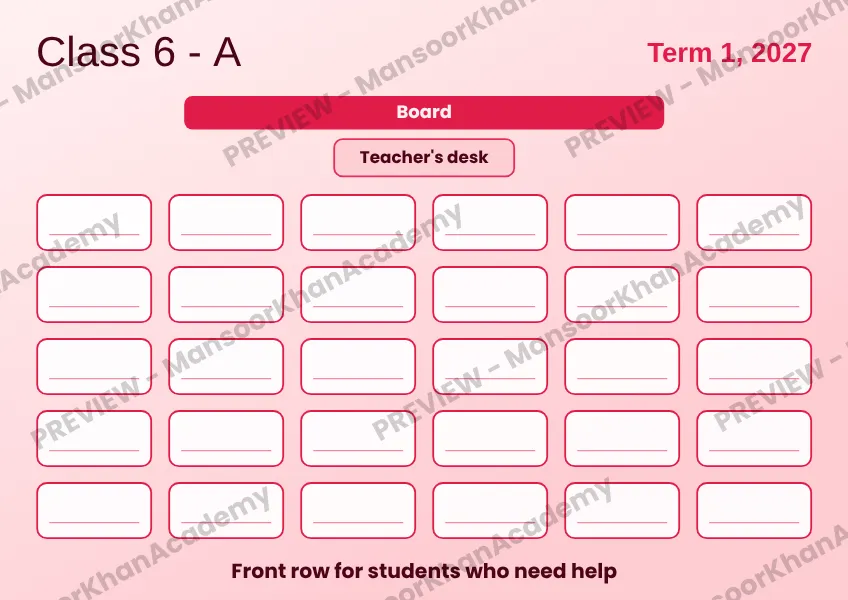 Class 6 - A
Term 1, 2027
Board
Teacher's desk
Front row for students who need help
PREVIEW – MansoorKhanAcademy